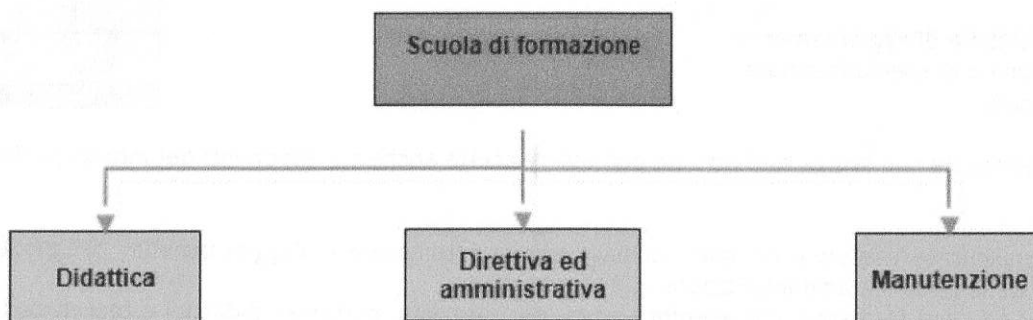 Scuola di formazione
Didattica
Direttiva ed
amministrativa
Manutenzione